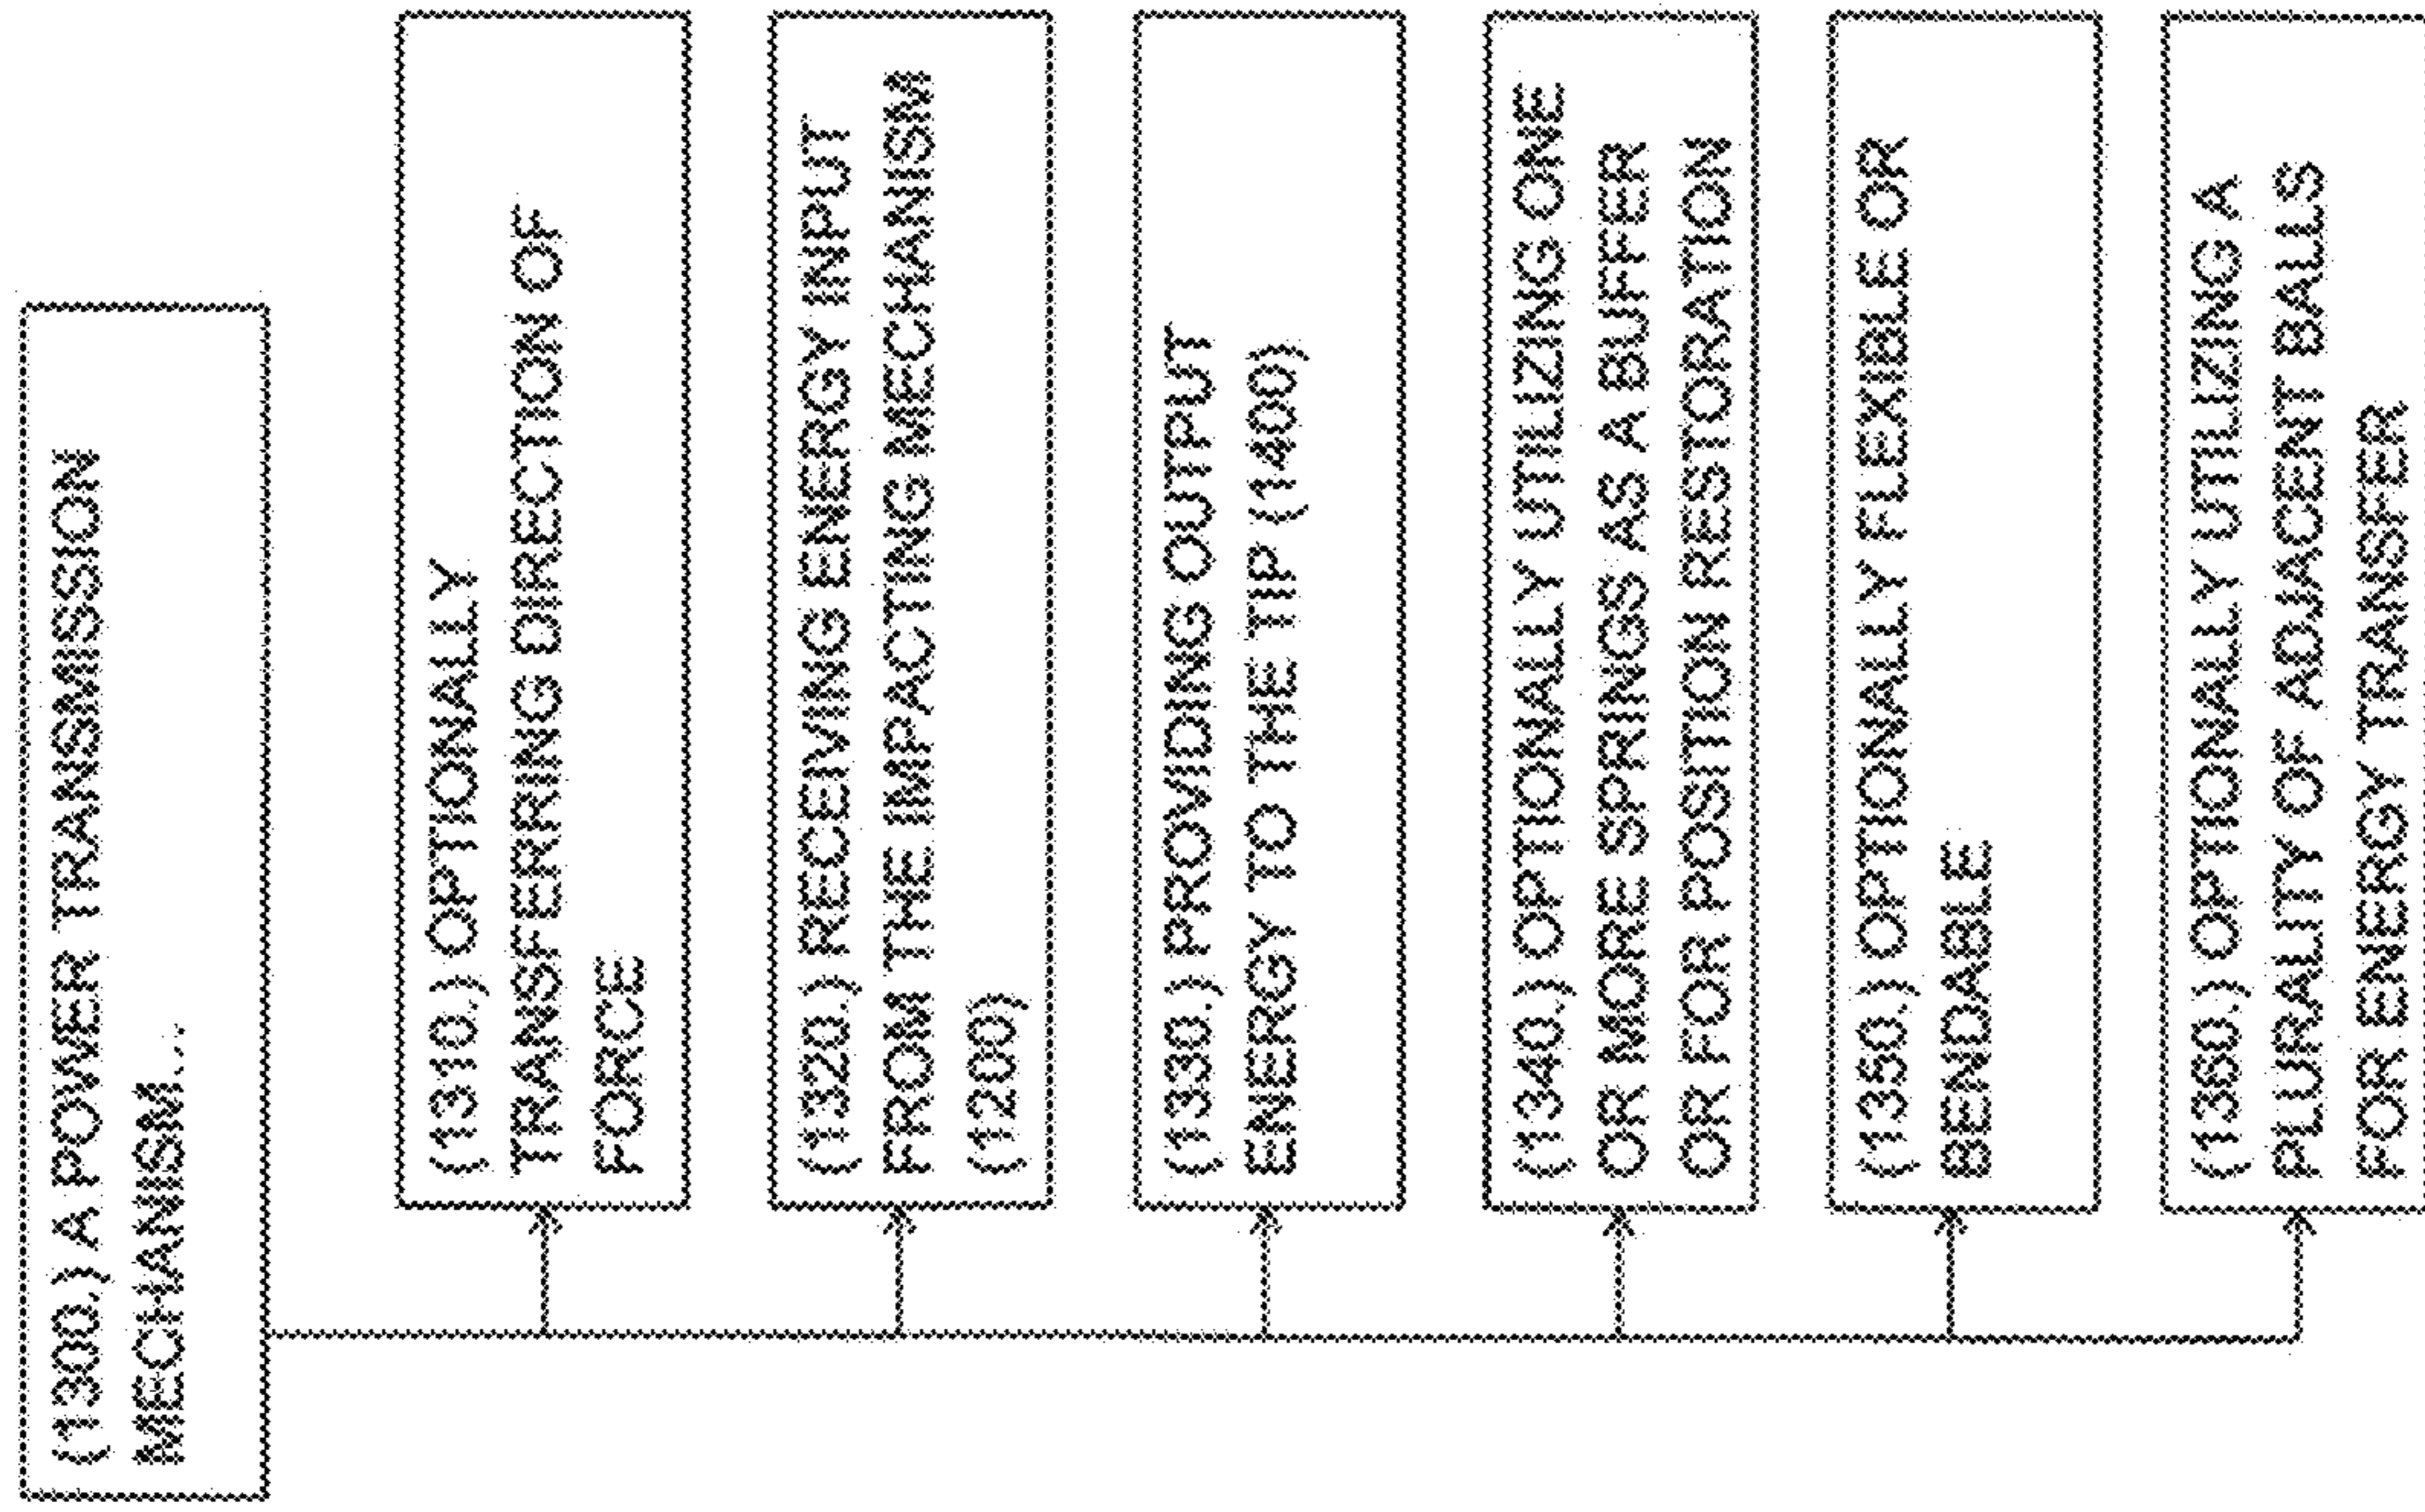 (1300.) A POWER TRANSMISSION
MECHANISM...
(1310.) OPTIONALLY
TRANSFERRING DIRECTION OF
FORCE
(1320.) RECEIVING ENERGY INPUT
FROM THE IMPACTING MECHANISM
(1200)
(1330.) PROVIDING OUTPUT
ENERGY TO THE TIP (1400)
(1340.) OPTIONALLY UTILIZING ONE
OR MORE SPRINGS AS A BUFFER
OR FOR POSITION RESTORATION
(1350.) OPTIONALLY FLEXIBLE OR
BENDABLE
(1360.) OPTIONALLY UTILIZING A
PLURALITY OF ADJACENT BALLS
FOR ENERGY TRANSFER